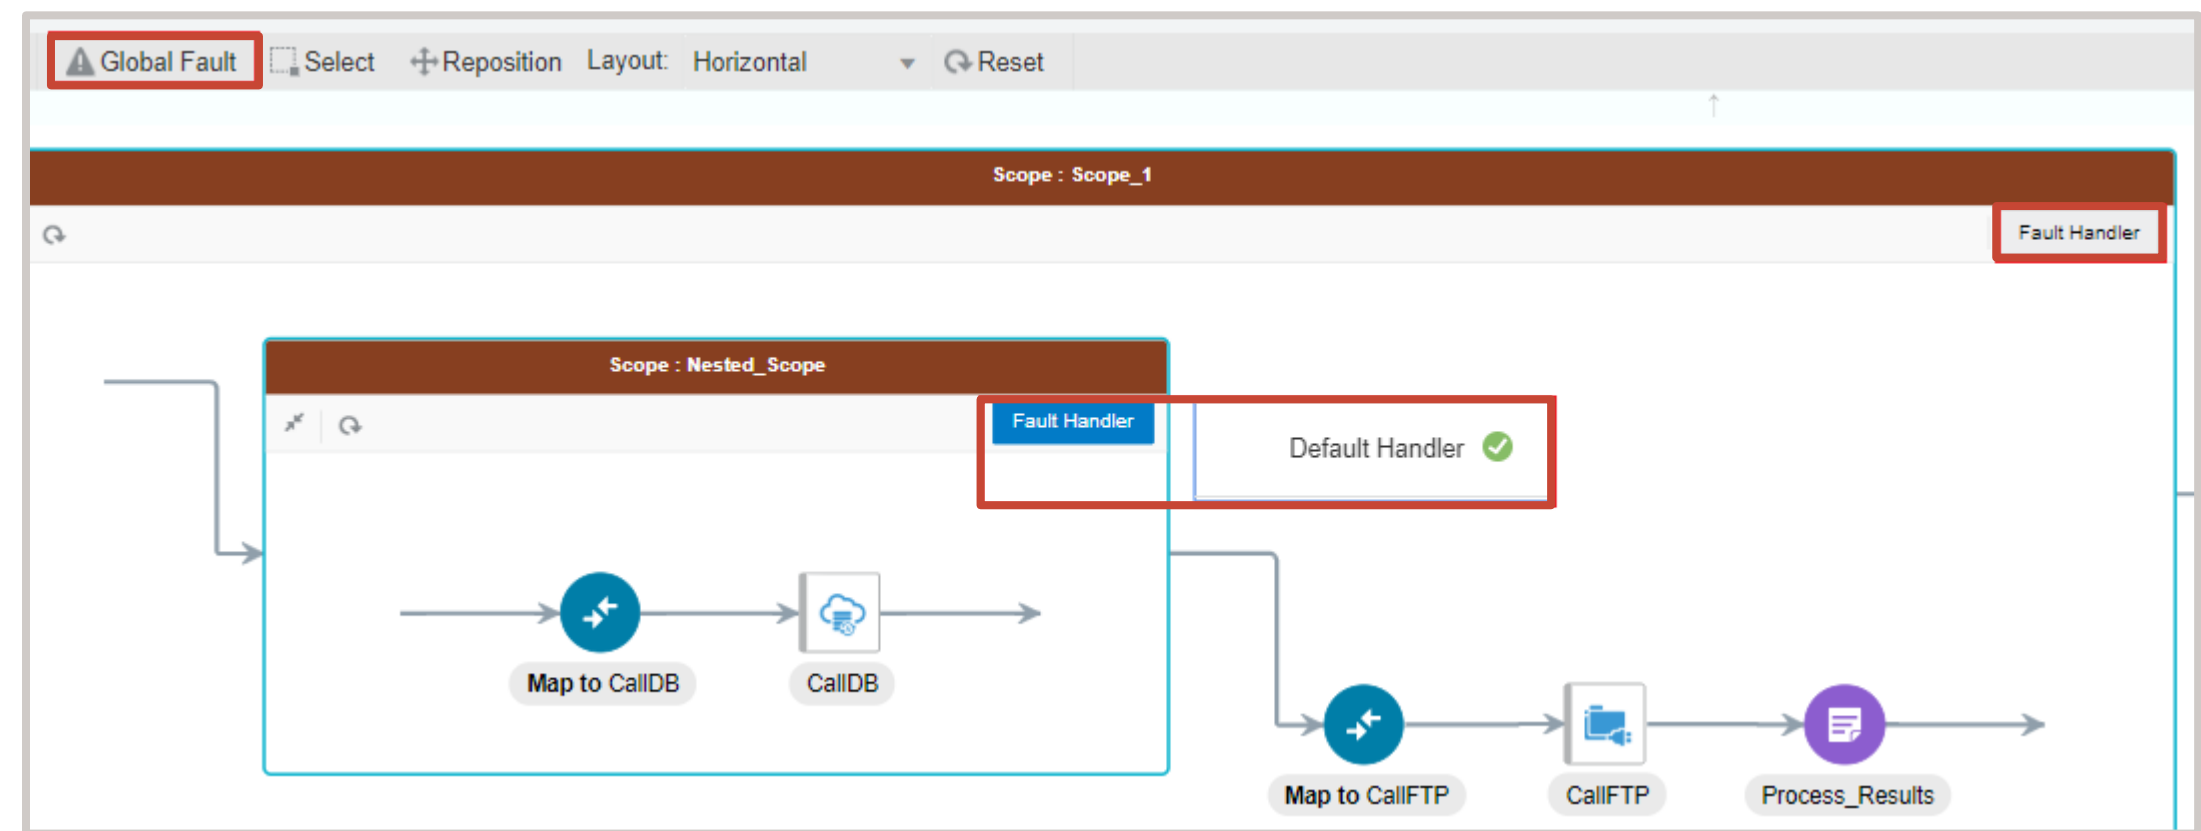 Global Fault Select Reposition Layout: Horizontal Reset
Scope : Scope_1
Fault Handler
Scope : Nested_Scope
Fault Handler
Default Handler
Map to CallDB
CallDB
Map to CallFTP
CallFTP
Process_Results